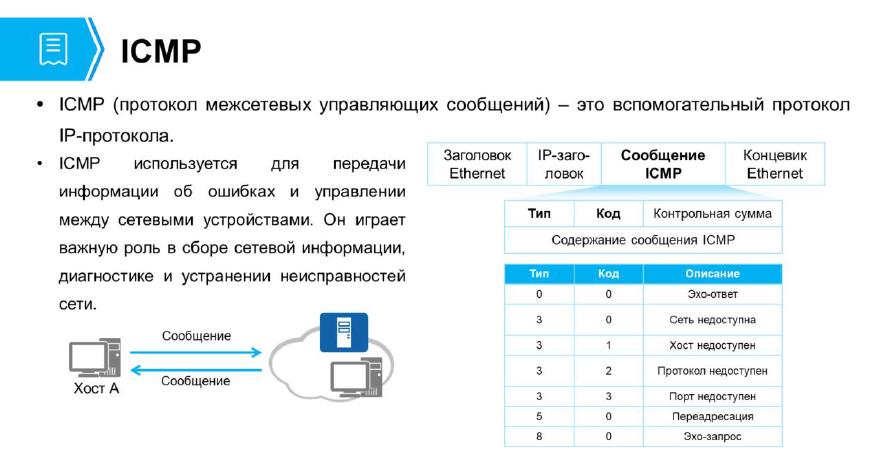 ICMP
• ICMP (протокол межсетевых управляющих сообщений) – это вспомогательный протокол
IP-протокола.
• ICMP используется для передачи
информации об ошибках и управлении
между сетевыми устройствами. Он играет
важную роль в сборе сетевой информации,
диагностике и устранении неисправностей
сети.
Сообщение
Сообщение
Хост A
Заголовок Ethernet
IP-заго-
ловок
Сообщение ICMP
Концевик Ethernet
Тип Код Контрольная сумма
Содержание сообщения ICMP
Тип Код Описание
0 0 Эхо-ответ
3 0 Сеть недоступна
3 1 Хост недоступен
3 2 Протокол недоступен
3 3 Порт недоступен
5 0 Переадресация
8 0 Эхо-запрос